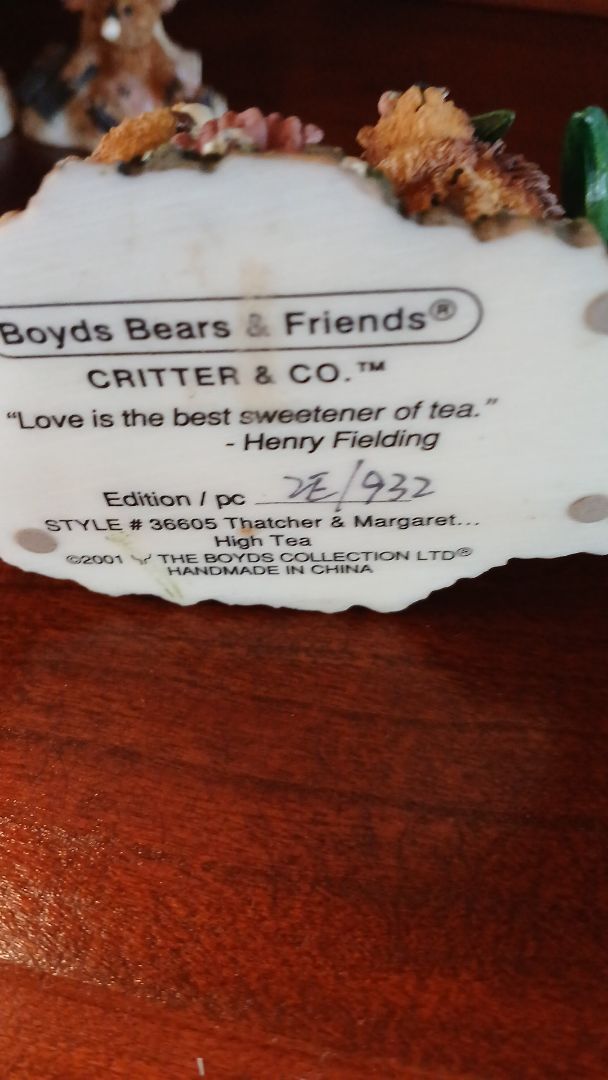 Boyds Bears & Friends®
CRITTER & CO.™
“Love is the best sweetener of tea.”
- Henry Fielding
Edition / pc 2E/932
STYLE # 36605 Thatcher & Margaret...
High Tea
©2001 THE BOYDS COLLECTION LTD®
HANDMADE IN CHINA